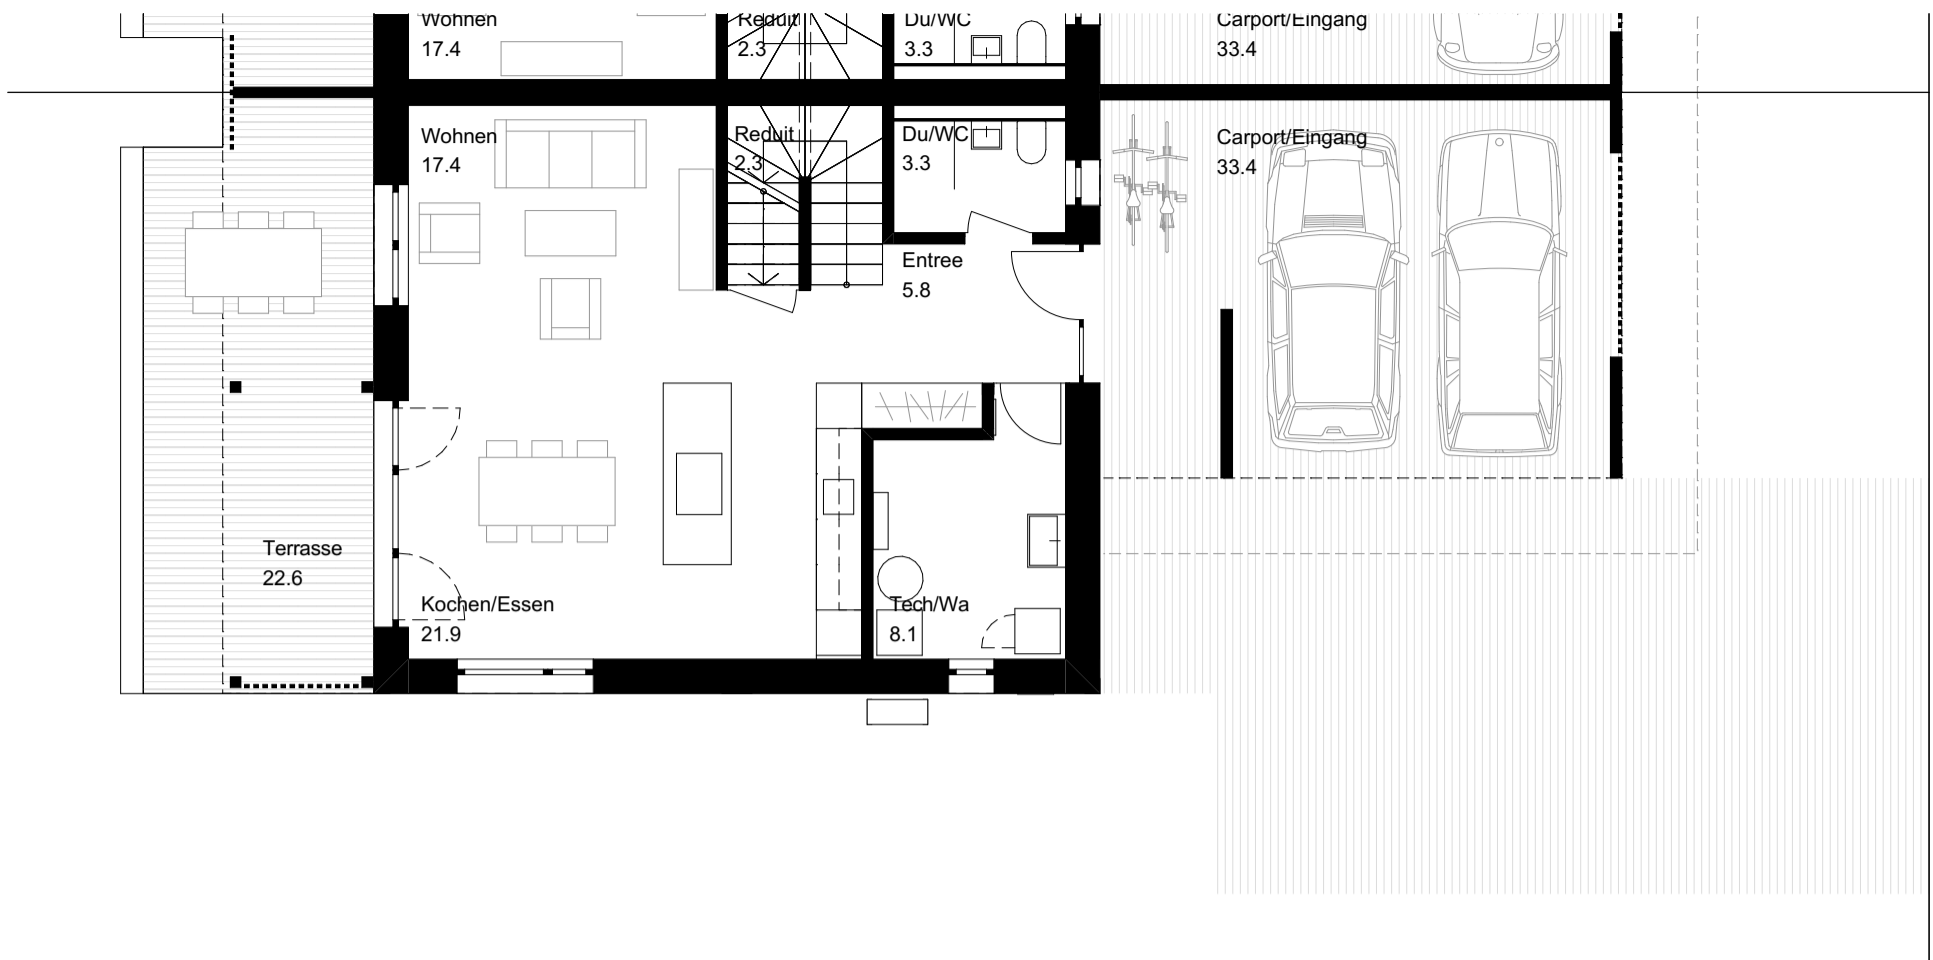 Wohnen
17.4
Reduit
2.3
Du/WC
3.3
Carport/Eingang
33.4
Wohnen
17.4
Reduit
2.3
Du/WC
3.3
Carport/Eingang
33.4
Entree
5.8
Terrasse
22.6
Kochen/Essen
21.9
Tech/Wa
8.1